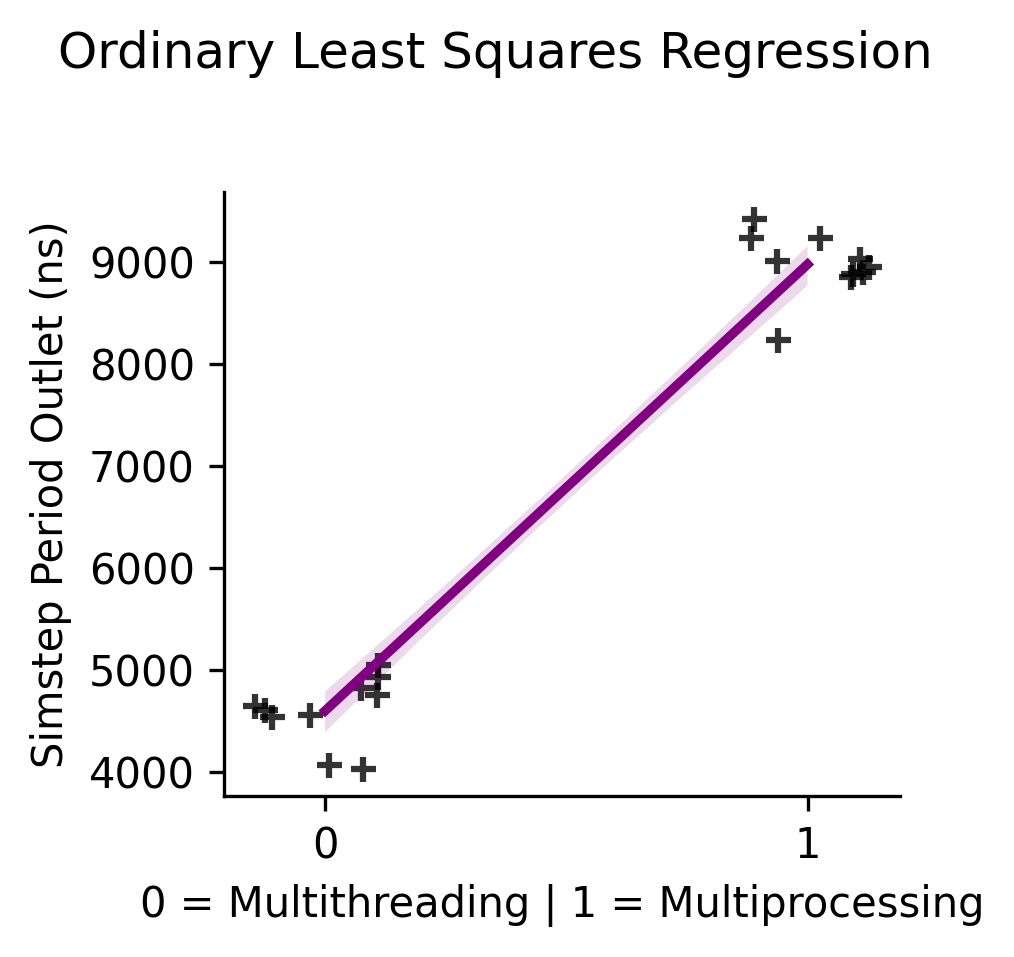 Ordinary Least Squares Regression
Simstep Period Outlet (ns)
9000
8000
7000
6000
5000
4000
0
1
0 = Multithreading | 1 = Multiprocessing